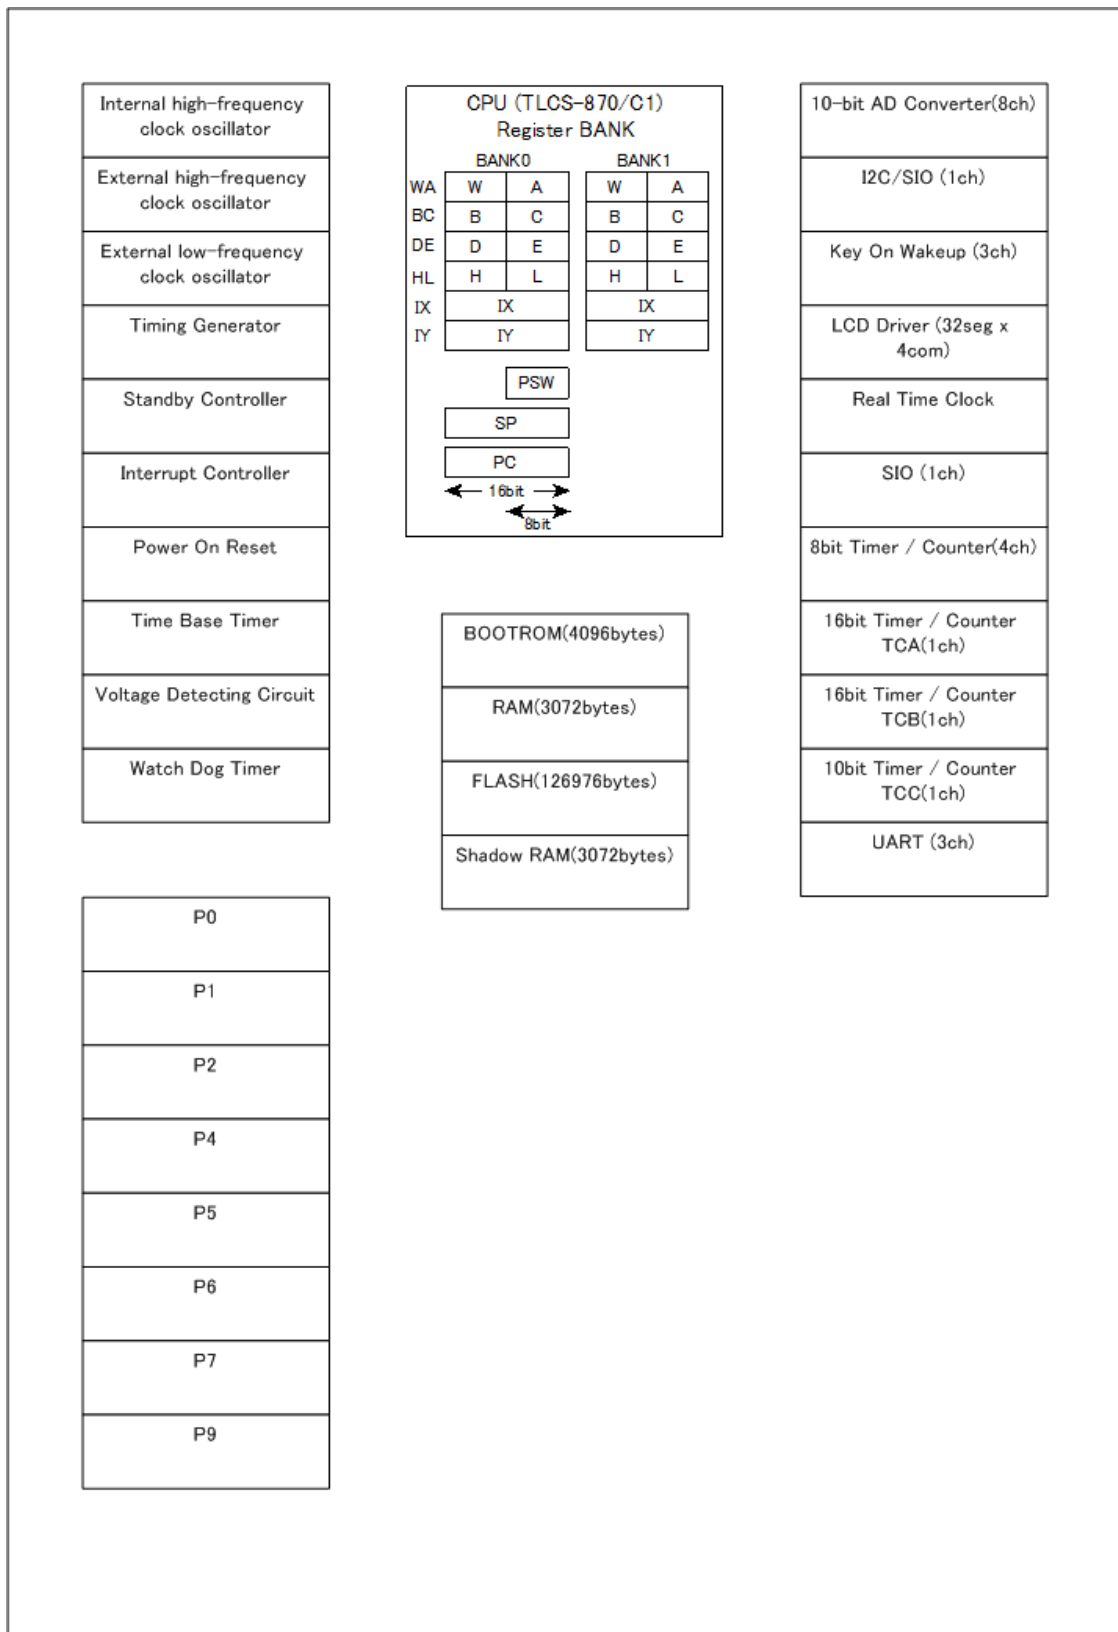 Internal high-frequency
clock oscillator
External high-frequency
clock oscillator
External low-frequency
clock oscillator
Timing Generator
Standby Controller
Interrupt Controller
Power On Reset
Time Base Timer
Voltage Detecting Circuit
Watch Dog Timer
P0
P1
P2
P4
P5
P6
P7
P9
CPU (TLCS-870/C1)
Register BANK
BANK0 BANK1
WA W A W A
BC B C B C
DE D E D E
HL H L H L
IX IX IX
IY IY IY
PSW
SP
PC
16bit
8bit
BOOTROM(4096bytes)
RAM(3072bytes)
FLASH(126976bytes)
Shadow RAM(3072bytes)
10-bit AD Converter(8ch)
I2C/SIO (1ch)
Key On Wakeup (3ch)
LCD Driver (32seg x
4com)
Real Time Clock
SIO (1ch)
8bit Timer / Counter(4ch)
16bit Timer / Counter
TCA(1ch)
16bit Timer / Counter
TCB(1ch)
10bit Timer / Counter
TCC(1ch)
UART (3ch)